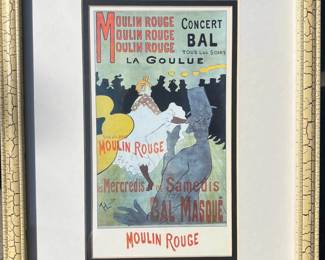 MOULIN ROUGE CONCERT
MOULIN ROUGE BAL
MOULIN ROUGE TOUS LES SOIRS
LA GOULUE
MOULIN ROUGE
les Mercredis et Samedis
BAL MASQUÉ
MOULIN ROUGE